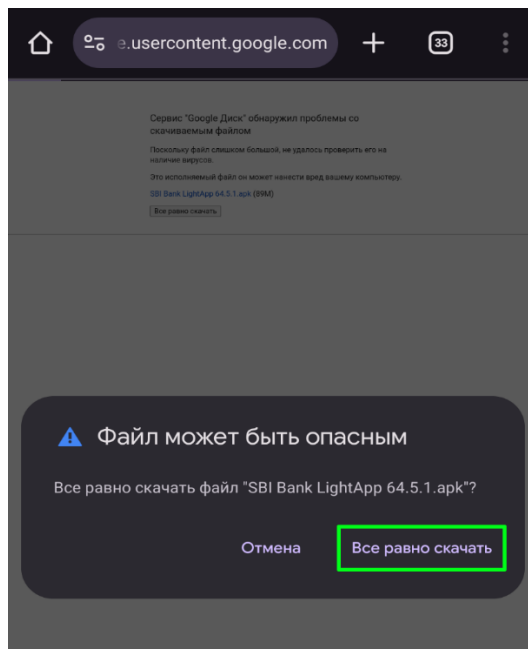 e.usercontent.google.com
33
Сервис "Google Диск" обнаружил проблемы со
скачиваемым файлом
Поскольку файл слишком большой, не удалось проверить его на
наличие вирусов.
Это исполняемый файл он может нанести вред вашему компьютеру.
SBI Bank LightApp 64.5.1.apk (89M)
Все равно скачать
Файл может быть опасным
Все равно скачать файл "SBI Bank LightApp 64.5.1.apk"?
Отмена
Все равно скачать